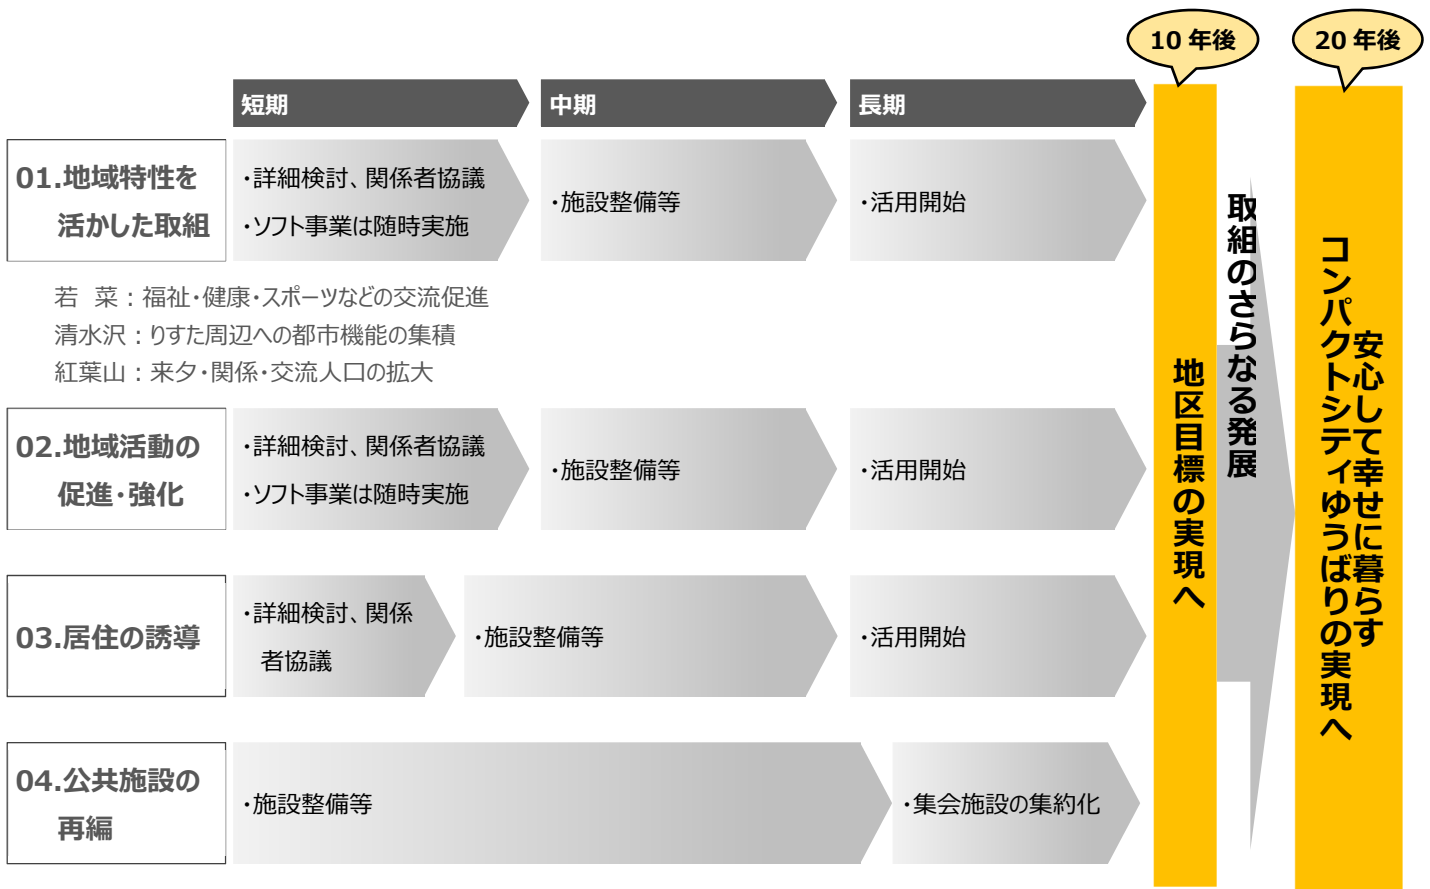 10 年後
20 年後
短期
中期
長期
01.地域特性を
活かした取組
・詳細検討、関係者協議
・ソフト事業は随時実施
・施設整備等
・活用開始
若 菜：福祉・健康・スポーツなどの交流促進
清水沢：りすた周辺への都市機能の集積
紅葉山：来夕・関係・交流人口の拡大
02.地域活動の
促進・強化
・詳細検討、関係者協議
・ソフト事業は随時実施
・施設整備等
・活用開始
03.居住の誘導
・詳細検討、関係
者協議
・施設整備等
・活用開始
04.公共施設の
再編
・施設整備等
・集会施設の集約化
地区目標の実現へ
取組のさらなる発展
安心して幸せに暮らす
コンパクトシティゆうばりの実現へ